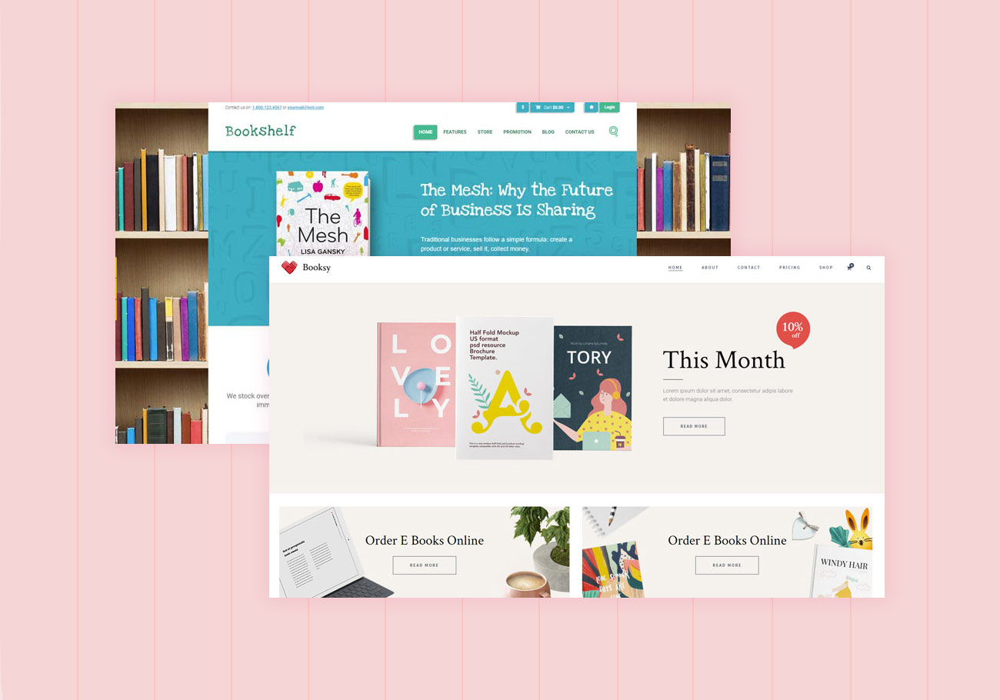 Contact us on: 1.800.123.4567 or yourmail@text.com
$ Cart $0.00 Login
Bookshelf
HOME FEATURES STORE PROMOTION BLOG CONTACT US
The Mesh: Why the Future
of Business Is Sharing
Traditional businesses follow a simple formula: create a
product or service, sell it, collect money.
The
Mesh
LISA GANSKY
We stock over
imm
Booksy
HOME ABOUT CONTACT PRICING SHOP
LO
VE
LY
Half Fold Mockup
US format
psd resource
Brochure
Template.
A
TORY
10%
off
This Month
Lorem ipsum dolor sit amet, consectetur adipis labore
et dolore magna aliqua dolor.
READ MORE
Order E Books Online
READ MORE
Order E Books Online
READ MORE
DAYS ARE
WINDY HAIR